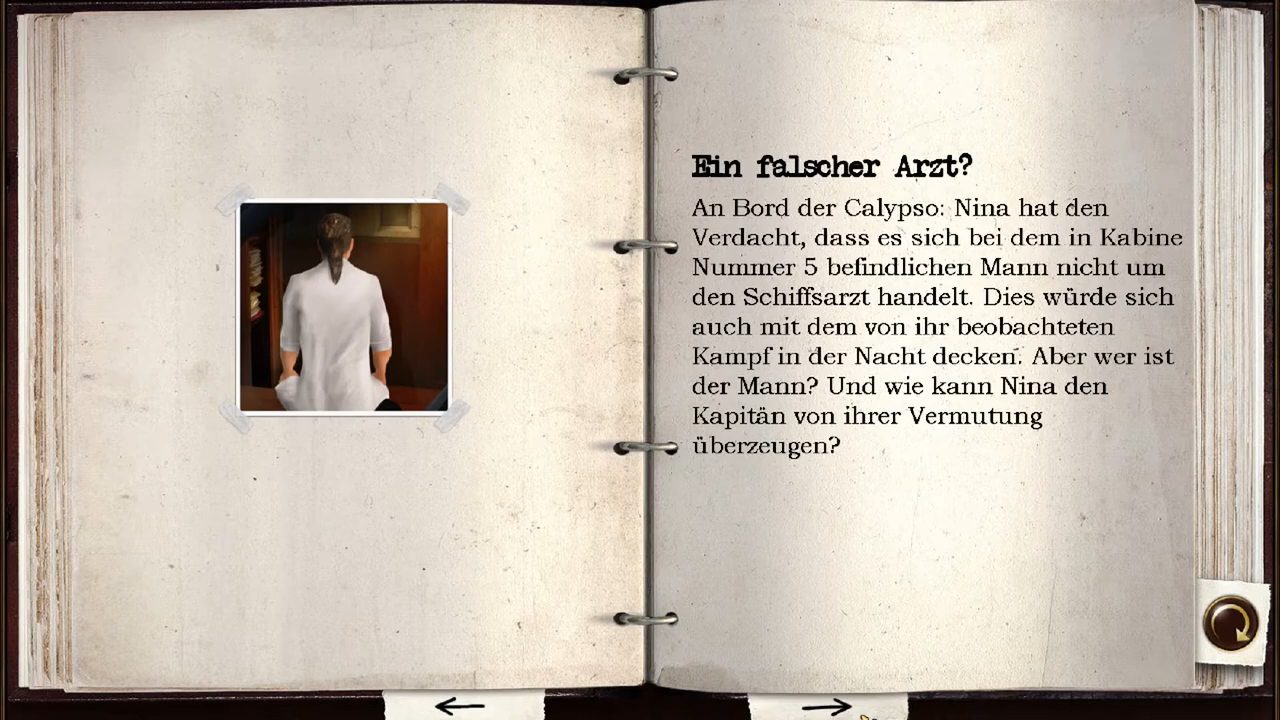 Ein falscher Arzt?
An Bord der Calypso: Nina hat den
Verdacht, dass es sich bei dem in Kabine
Nummer 5 befindlichen Mann nicht um
den Schiffsarzt handelt. Dies würde sich
auch mit dem von ihr beobachteten
Kampf in der Nacht decken. Aber wer ist
der Mann? Und wie kann Nina den
Kapitän von ihrer Vermutung
überzeugen?